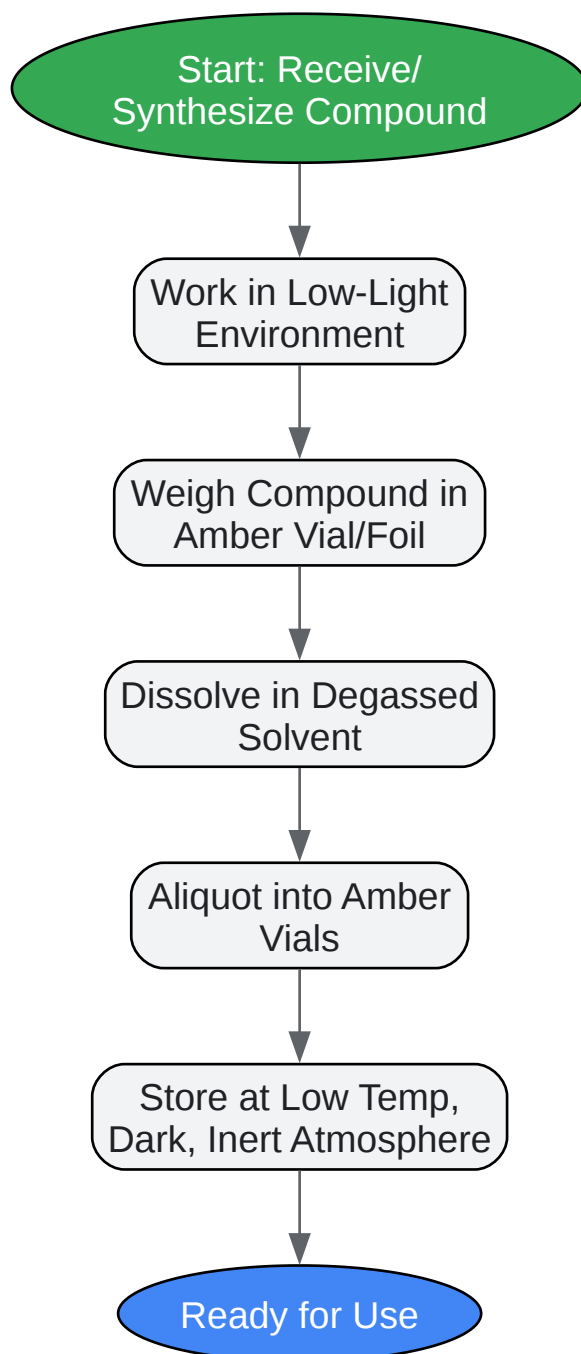 Start: Receive/
Synthesize Compound
Work in Low-Light
Environment
Weigh Compound in
Amber Vial/Foil
Dissolve in Degassed
Solvent
Aliquot into Amber
Vials
Store at Low Temp,
Dark, Inert Atmosphere
Ready for Use